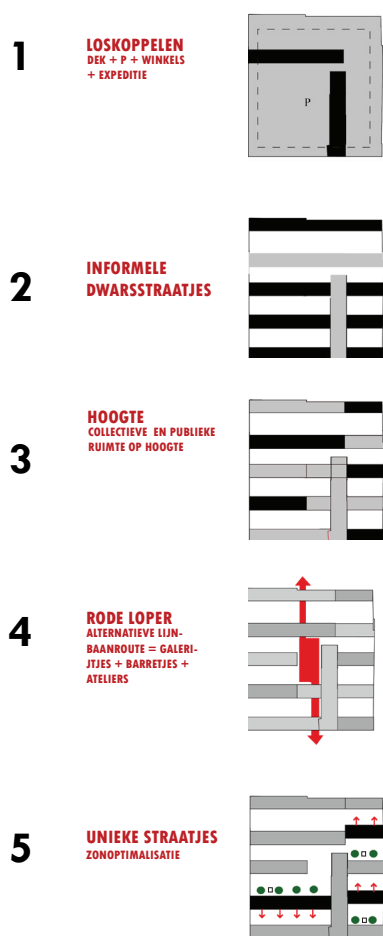 1
LOSKOPPELEN
DEK + P + WINKELS
+ EXPEDITIE
P
2
INFORMELE
DWARSSTRAATJES
3
HOOGTE
COLLECTIEVE EN PUBLIEKE
RUIMTE OP HOOGTE
4
RODE LOPER
ALTERNATIEVE LIJN-
BAANROUTE = GALERI-
JTJES + BARRETJES +
ATELIERS
5
UNIEKE STRAATJES
ZONOPTIMALISATIE